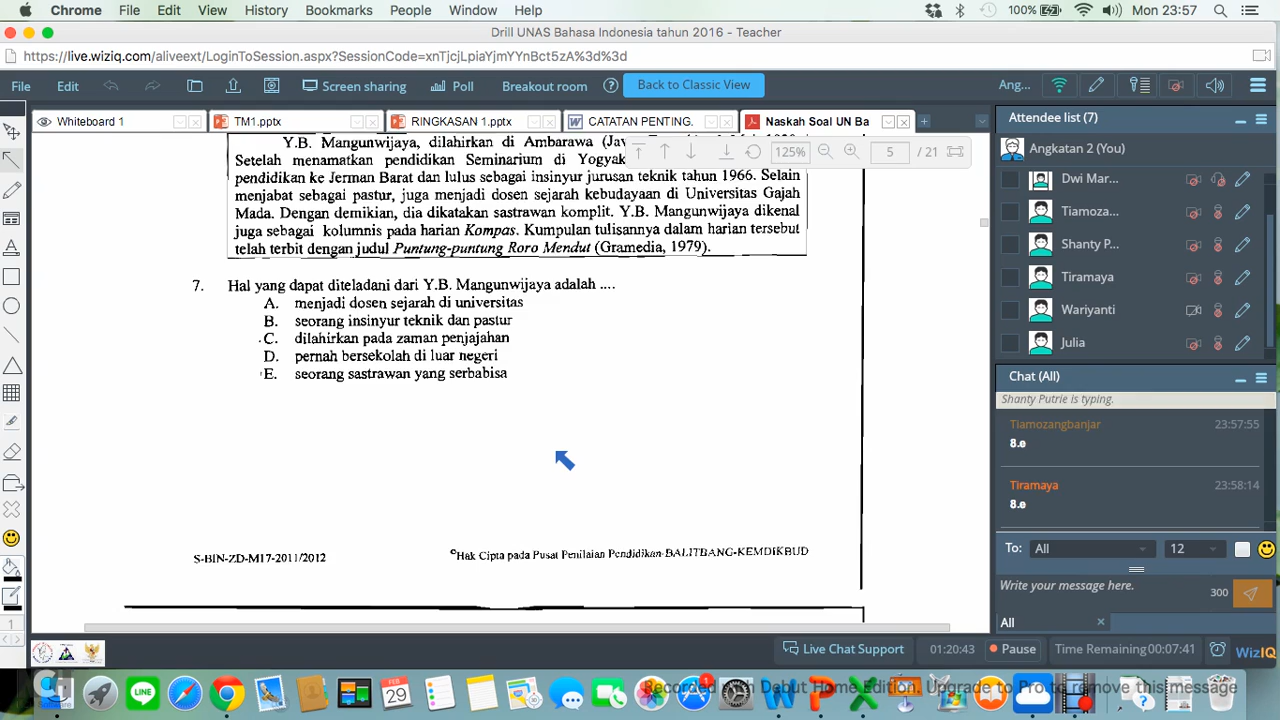 Chrome File Edit View History Bookmarks People Window Help 100% Mon 23:57
Drill UNAS Bahasa Indonesia tahun 2016 - Teacher
https://live.wiziq.com/aliveext/LoginToSession.aspx?SessionCode=xnTjcjLpiaYjmYYnBct5zA%3d%3d
File Edit Screen sharing Poll Breakout room Back to Classic View Ang...
Whiteboard 1 TM1.pptx RINGKASAN 1.pptx CATATAN PENTING. Naskah Soal UN Ba
125% 5 / 21
Y.B. Mangunwijaya, dilahirkan di Ambarawa
Setelah menamatkan pendidikan Seminarium di
pendidikan ke Jerman Barat dan lulus sebagai insinyur jurusan teknik tahun 1966. Selain
menjabat sebagai pastur, juga menjadi dosen sejarah kebudayaan di Universitas Gajah
Mada. Dengan demikian, dia dikatakan sastrawan komplit. Y.B. Mangunwijaya dikenal
juga sebagai kolumnis pada harian Kompas. Kumpulan tulisannya dalam harian tersebut
telah terbit dengan judul Puntung-puntung Roro Mendut (Gramedia, 1979).
7. Hal yang dapat diteladani dari Y.B. Mangunwijaya adalah ....
A. menjadi dosen sejarah di universitas
B. seorang insinyur teknik dan pastur
C. dilahirkan pada zaman penjajahan
D. pernah bersekolah di luar negeri
E. seorang sastrawan yang serbabisa
S-BIN-ZD-M17-2011/2012
©Hak Cipta pada Pusat Penilaian Pendidikan-BALITBANG-KEMDIKBUD
1
Attendee list (7)
Angkatan 2 (You)
Dwi Mar...
Tiamoza...
Shanty P...
Tiramaya
Wariyanti
Julia
Chat (All)
Shanty Putrie is typing.
Tiamozangbanjar 23:57:55
8.e
Tiramaya 23:58:14
8.e
To: All 12
Write your message here. 300
All
Live Chat Support 01:20:43 Pause Time Remaining 00:07:41 WizIQ
FEB
29
LINE
Recorded with Debut Home Edition. Upgrade to Pro to remove this message